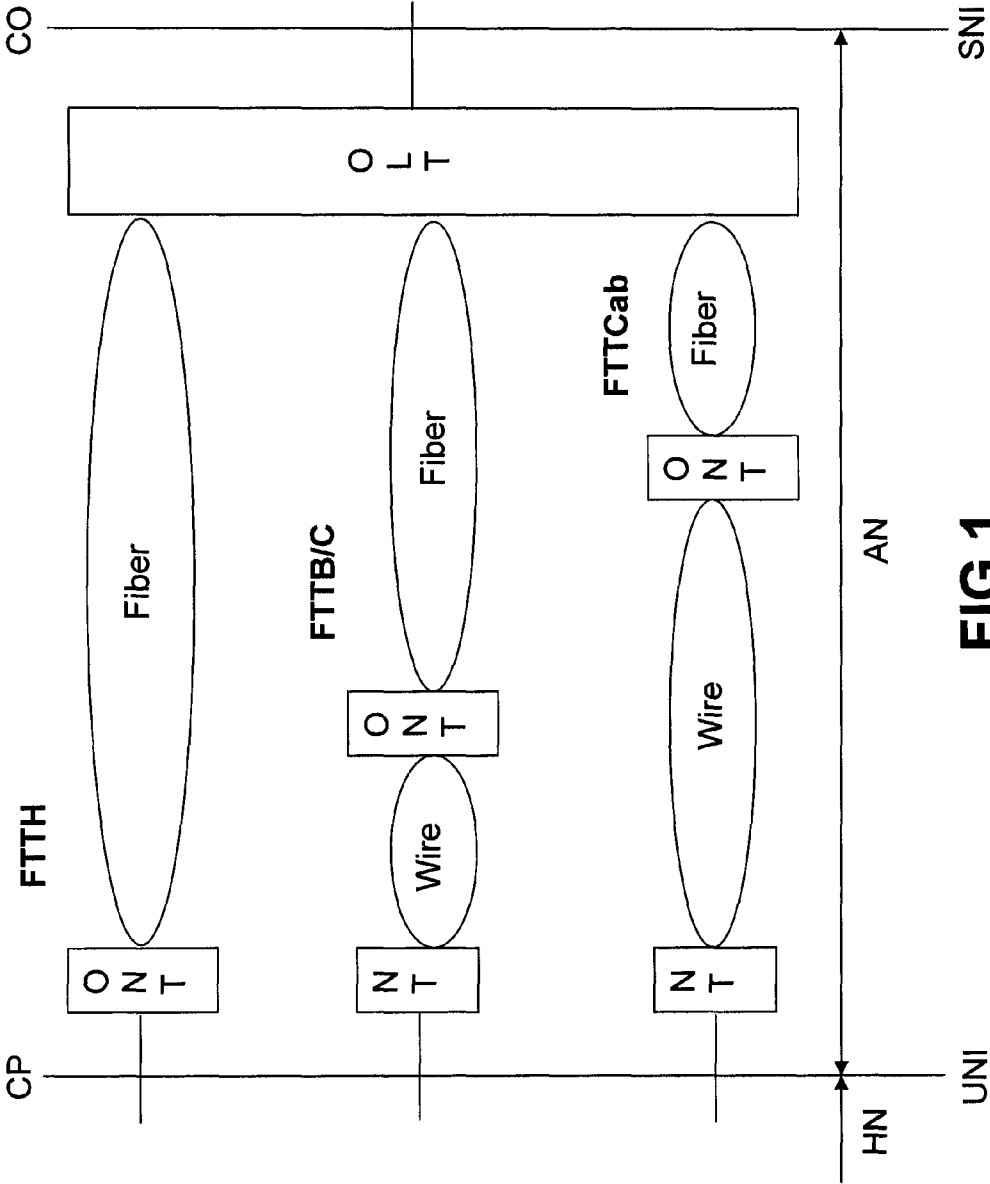 CP
CO
FTTH
ONT
Fiber
OLT
FTTB/C
NT
Wire
ONT
Fiber
FTTCab
NT
Wire
ONT
Fiber
HN
AN
UNI
SNI
FIG 1